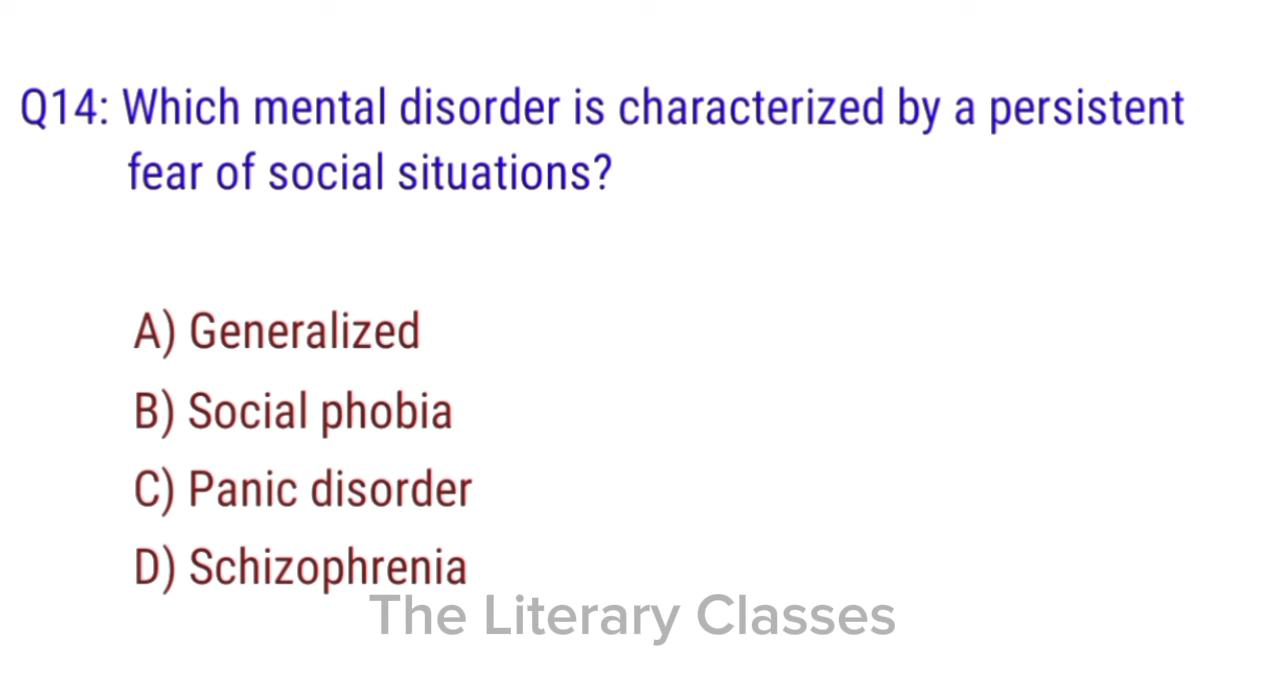 Q14: Which mental disorder is characterized by a persistent
fear of social situations?
A) Generalized
B) Social phobia
C) Panic disorder
D) Schizophrenia
The Literary Classes